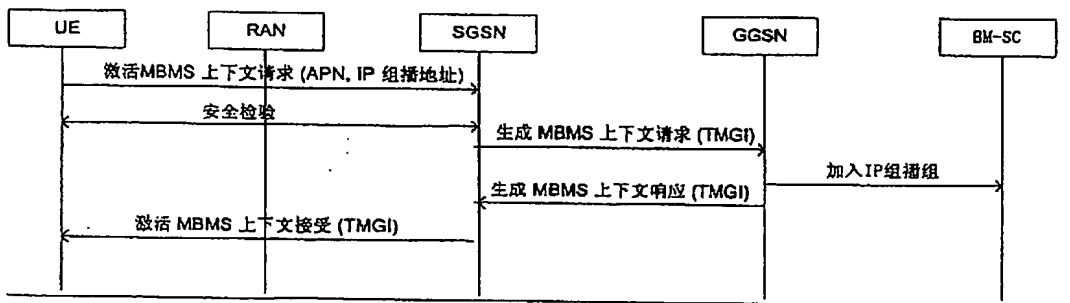 UE
RAN
SGSN
GGSN
BM-SC
激活MBMS 上下文请求 (APN, IP 组播地址)
安全检验
生成 MBMS 上下文请求 (TMGI)
加入IP组播组
生成 MBMS 上下文响应 (TMGI)
激活 MBMS 上下文接受 (TMGI)